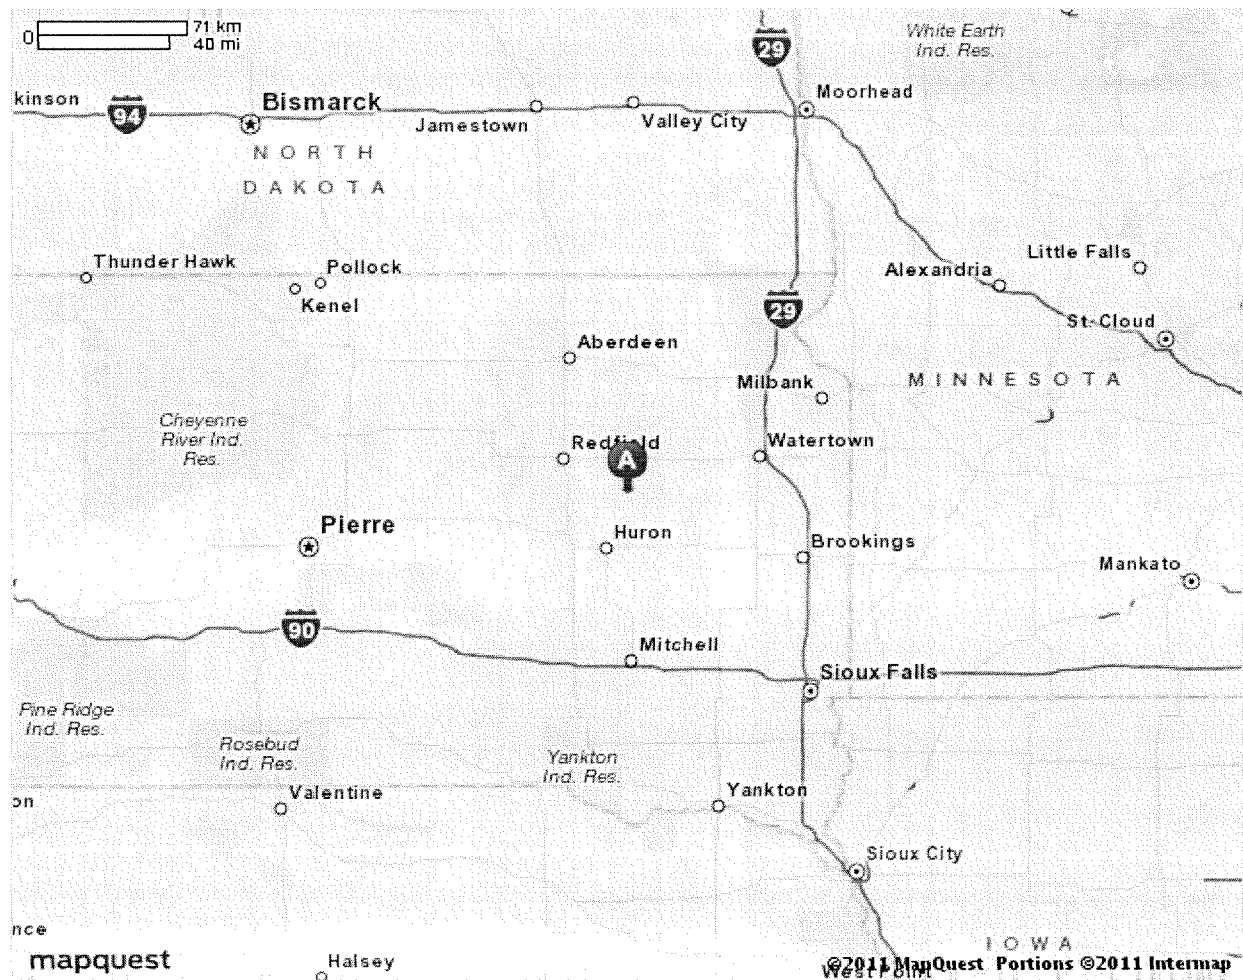 71 km
0
40 mi
29
White Earth
Ind. Res.
kinson
94
Bismarck
Moorhead
Jamestown
Valley City
NORTH
DAKOTA
Thunder Hawk
Pollock
Kenel
Little Falls
Alexandria
29
St. Cloud
Aberdeen
Milbank
MINNESOTA
Cheyenne
River Ind.
Res.
Redfield
A
Watertown
Pierre
Huron
Brookings
Mankato
90
Mitchell
Sioux Falls
Pine Ridge
Ind. Res.
Rosebud
Ind. Res.
Yankton
Ind. Res.
on
Valentine
Yankton
Sioux City
nce
IOWA
mapquest
Halsey
©2011 MapQuest Portions ©2011 Intermap
West Point